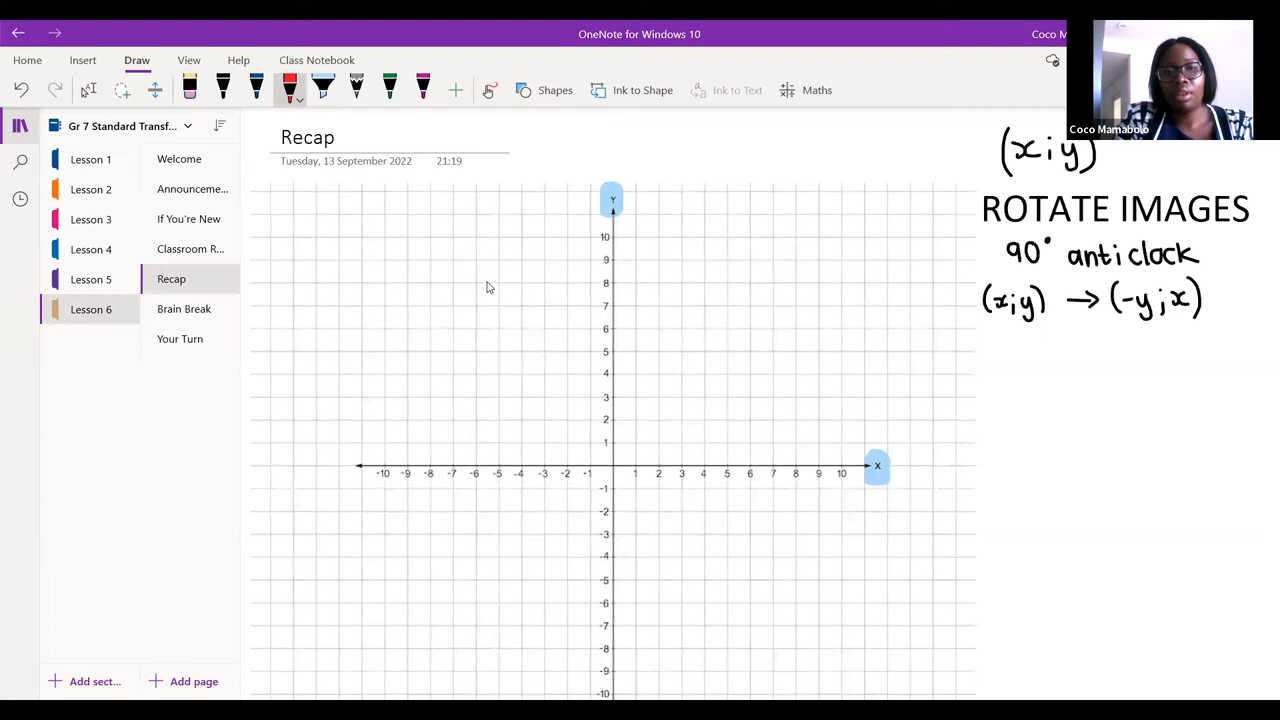 OneNote for Windows 10
Coco M
Home Insert Draw View Help Class Notebook
Shapes Ink to Shape Ink to Text Maths
Coco Mamabolo
Gr 7 Standard Transf...
Lesson 1
Lesson 2
Lesson 3
Lesson 4
Lesson 5
Lesson 6
Welcome
Announceme...
If You're New
Classroom R...
Recap
Brain Break
Your Turn
Add sect...
Add page
Recap
Tuesday, 13 September 2022 21:19
Y
10
9
8
7
6
5
4
3
2
1
X
-10 -9 -8 -7 -6 -5 -4 -3 -2 -1 1 2 3 4 5 6 7 8 9 10
-1
-2
-3
-4
-5
-6
-7
-8
-9
-10
(x;y)
ROTATE IMAGES
90° anticlock
(x;y) → (-y;x)